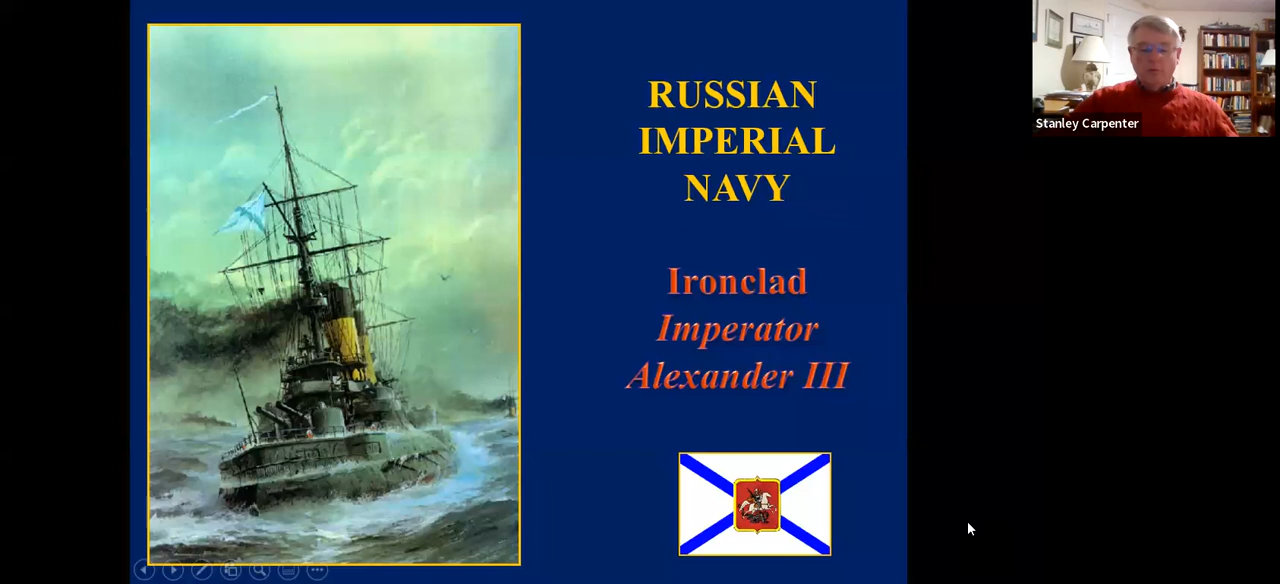 RUSSIAN
IMPERIAL
NAVY
Ironclad
Imperator
Alexander III
Stanley Carpenter